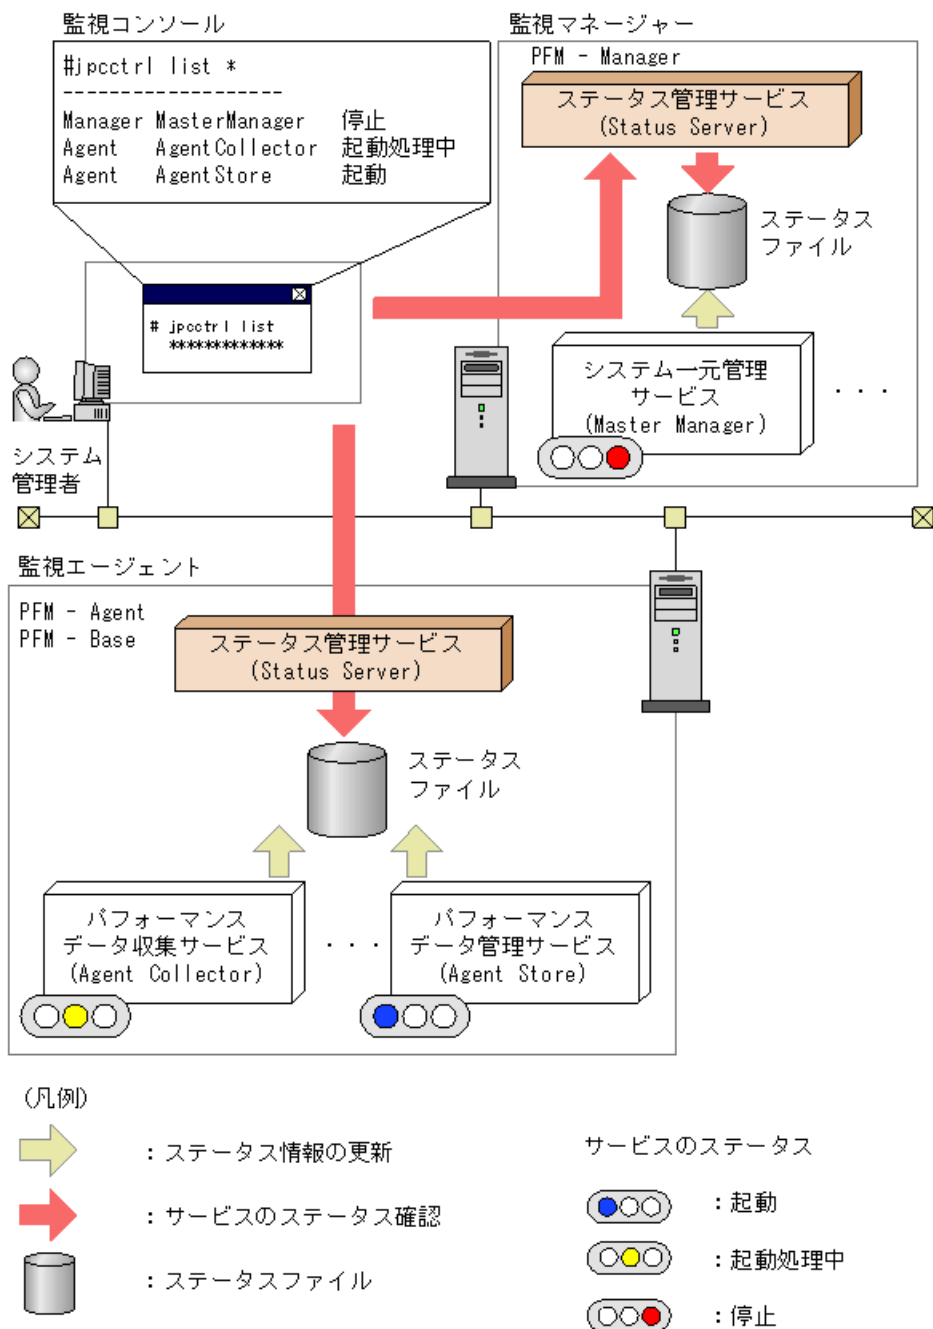 監視コンソール
#jpcctrl list *
-------------------
Manager MasterManager 停止
Agent AgentCollector 起動処理中
Agent AgentStore 起動
# jpcctrl list
*************
システム
管理者
監視マネージャー
PFM - Manager
ステータス管理サービス
(Status Server)
ステータス
ファイル
システム一元管理
サービス
(Master Manager)
・・・
監視エージェント
PFM - Agent
PFM - Base
ステータス管理サービス
(Status Server)
ステータス
ファイル
パフォーマンス
データ収集サービス
(Agent Collector)
・・・
パフォーマンス
データ管理サービス
(Agent Store)
(凡例)
：ステータス情報の更新
：サービスのステータス確認
：ステータスファイル
サービスのステータス
：起動
：起動処理中
：停止